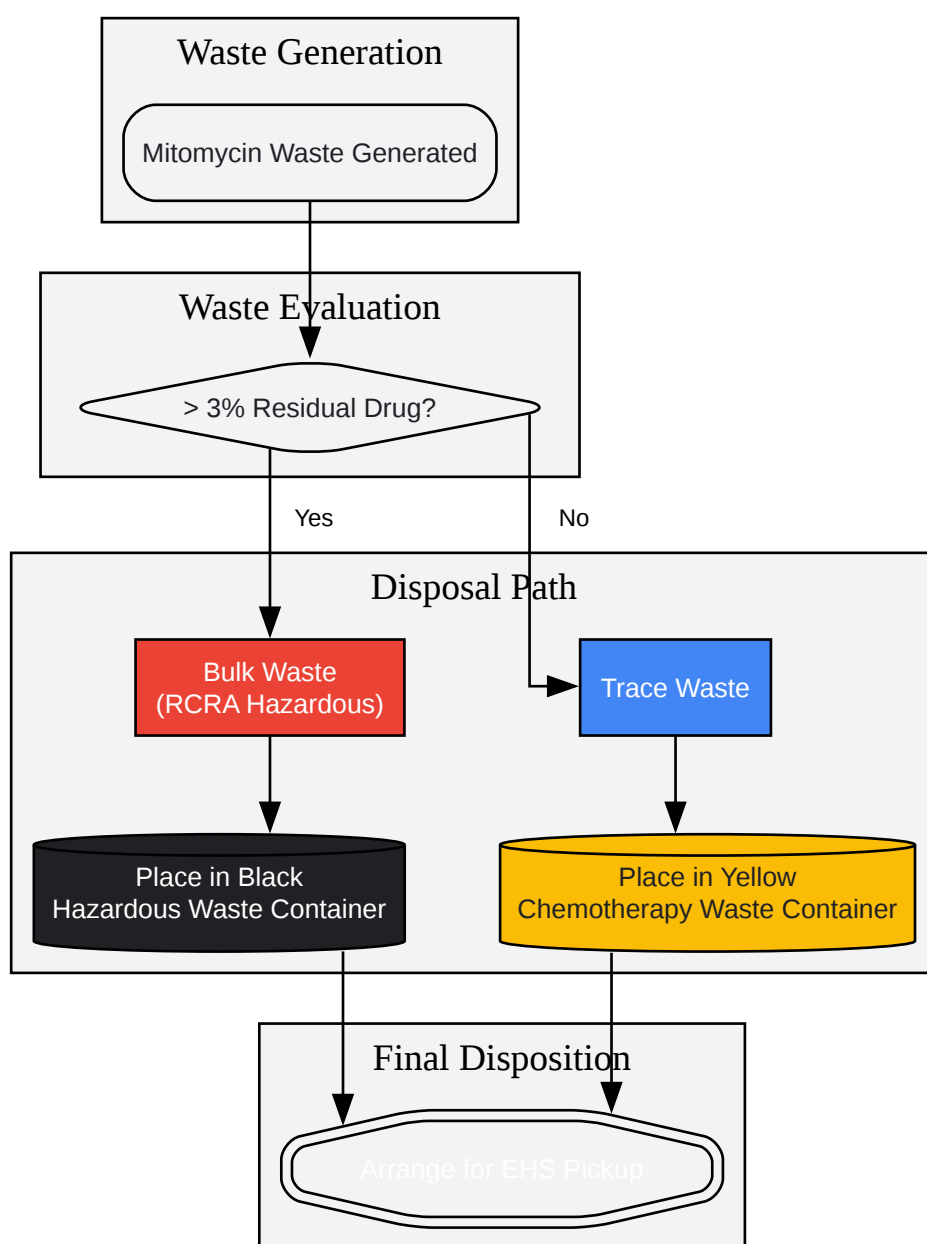 Waste Generation
Mitomycin Waste Generated
Waste Evaluation
> 3% Residual Drug?
Yes
No
Disposal Path
Bulk Waste
(RCRA Hazardous)
Trace Waste
Place in Black
Hazardous Waste Container
Place in Yellow
Chemotherapy Waste Container
Final Disposition
Arrange for EHS Pickup